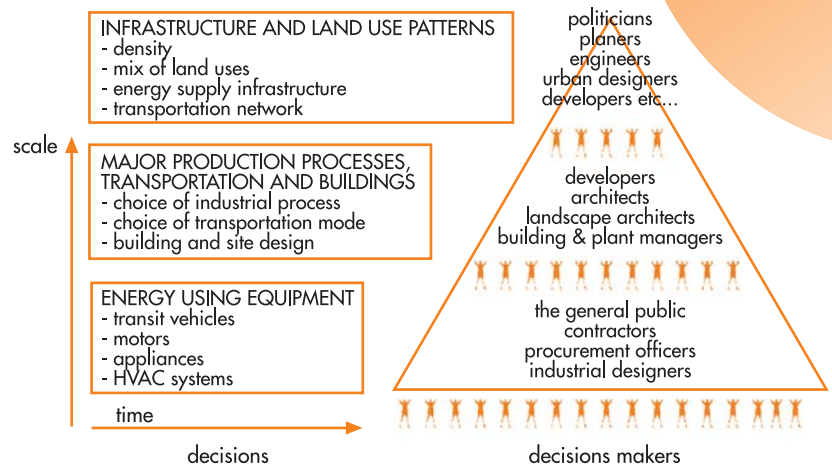 INFRASTRUCTURE AND LAND USE PATTERNS
- density
- mix of land uses
- energy supply infrastructure
- transportation network
scale
MAJOR PRODUCTION PROCESSES,
TRANSPORTATION AND BUILDINGS
- choice of industrial process
- choice of transportation mode
- building and site design
ENERGY USING EQUIPMENT
- transit vehicles
- motors
- appliances
- HVAC systems
time
decisions
politicians
planers
engineers
urban designers
developers etc...
developers
architects
landscape architects
building & plant managers
the general public
contractors
procurement officers
industrial designers
decisions makers